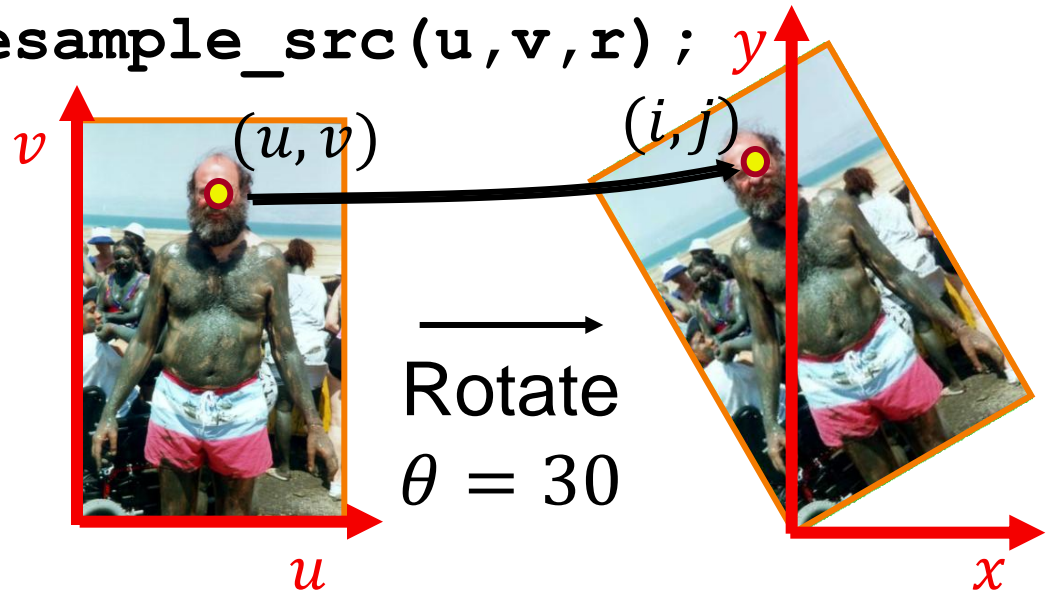 esample_src(u,v,r);
y
v
(u, v)
(i, j)
Rotate
θ = 30
u
x